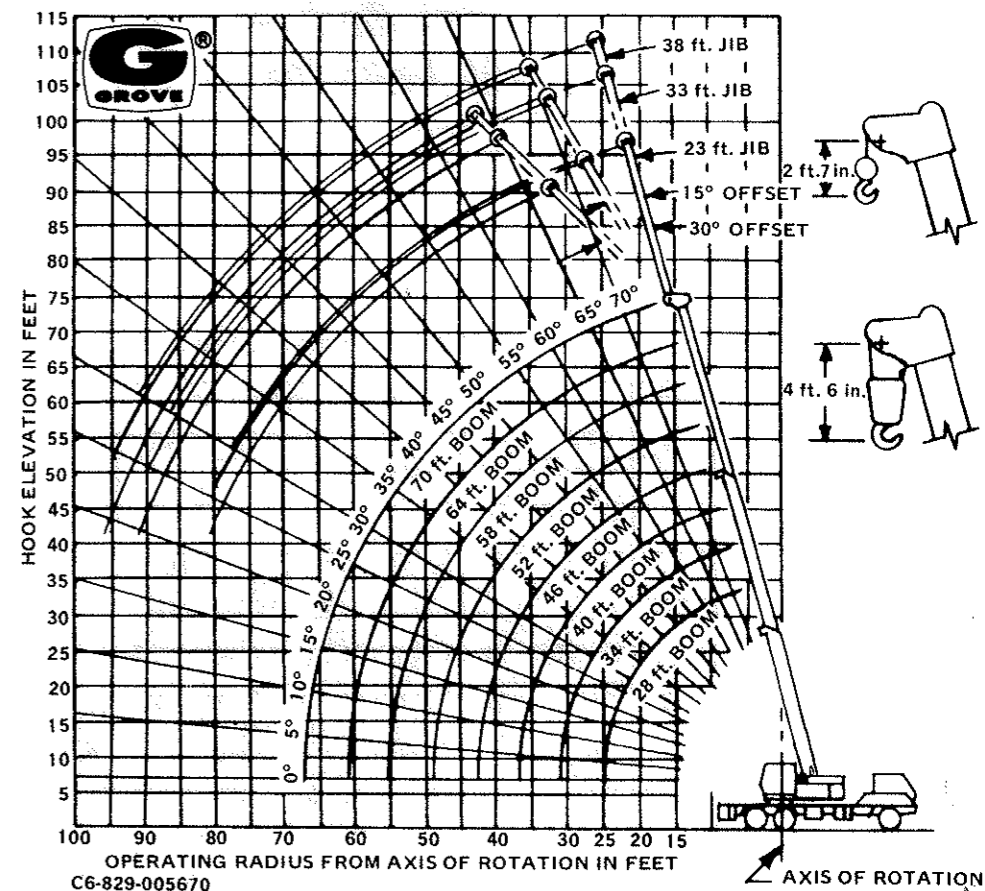 G
GROVE
®
HOOK ELEVATION IN FEET
115
110
105
100
95
90
85
80
75
70
65
60
55
50
45
40
35
30
25
20
15
10
5
100 90 80 70 60 50 40 30 25 20 15
OPERATING RADIUS FROM AXIS OF ROTATION IN FEET
C6-829-005670
AXIS OF ROTATION
38 ft. JIB
33 ft. JIB
23 ft. JIB
15° OFFSET
30° OFFSET
0°
5°
10°
15°
20°
25°
30°
35°
40°
45°
50°
55°
60°
65°
70°
70 ft. BOOM
64 ft. BOOM
58 ft. BOOM
52 ft. BOOM
46 ft. BOOM
40 ft. BOOM
34 ft. BOOM
28 ft. BOOM
2 ft.7 in.
4 ft. 6 in.